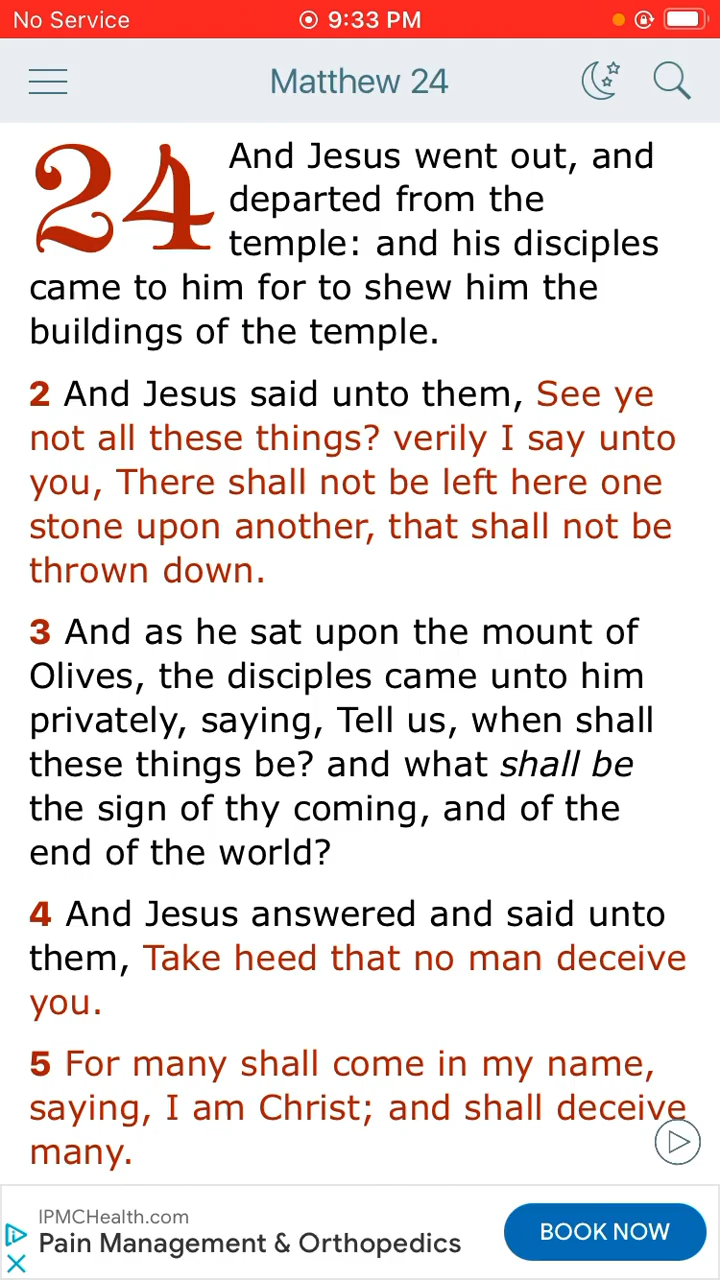 No Service
9:33 PM
Matthew 24
24 And Jesus went out, and
departed from the
temple: and his disciples
came to him for to shew him the
buildings of the temple.
2 And Jesus said unto them, See ye
not all these things? verily I say unto
you, There shall not be left here one
stone upon another, that shall not be
thrown down.
3 And as he sat upon the mount of
Olives, the disciples came unto him
privately, saying, Tell us, when shall
these things be? and what shall be
the sign of thy coming, and of the
end of the world?
4 And Jesus answered and said unto
them, Take heed that no man deceive
you.
5 For many shall come in my name,
saying, I am Christ; and shall deceive
many.
IPMCHealth.com
Pain Management & Orthopedics
BOOK NOW